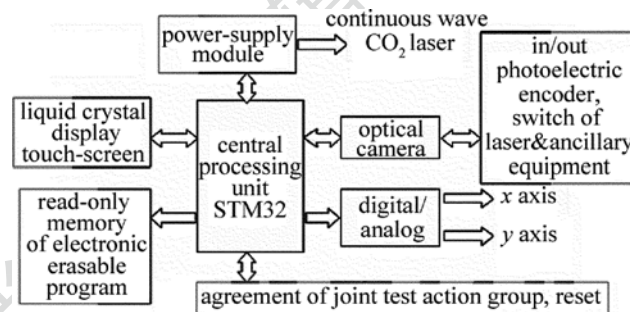 power-supply
module
continuous wave
CO₂ laser
in/out
photoelectric
encoder,
switch of
laser&ancillary
equipment
liquid crystal
display
touch-screen
central
processing
unit
STM32
optical
camera
read-only
memory
of electronic
erasable
program
digital/
analog
x axis
y axis
agreement of joint test action group, reset